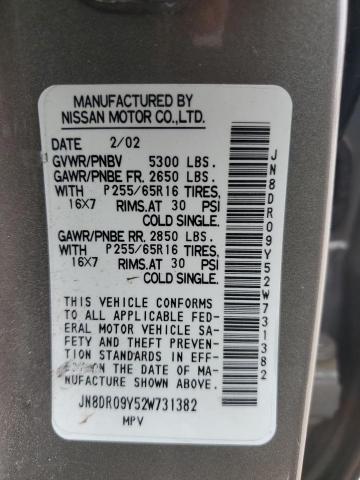 MANUFACTURED BY
NISSAN MOTOR CO.,LTD.
DATE 2/02
GVWR/PNBV 5300 LBS.
GAWR/PNBE FR. 2650 LBS.
WITH P255/65R16 TIRES,
16X7 RIMS,AT 30 PSI
COLD SINGLE.
GAWR/PNBE RR. 2850 LBS.
WITH P255/65R16 TIRES,
16X7 RIMS,AT 30 PSI
COLD SINGLE.
THIS VEHICLE CONFORMS
TO ALL APPLICABLE FED-
ERAL MOTOR VEHICLE SA-
FETY AND THEFT PREVENTION
STANDARDS IN EFF-
ECT ON THE DATE OF MA-
NUFACTURE SHOWN ABOVE.
JN8DR09Y52W731382
MPV
JN8DR09Y52W731382